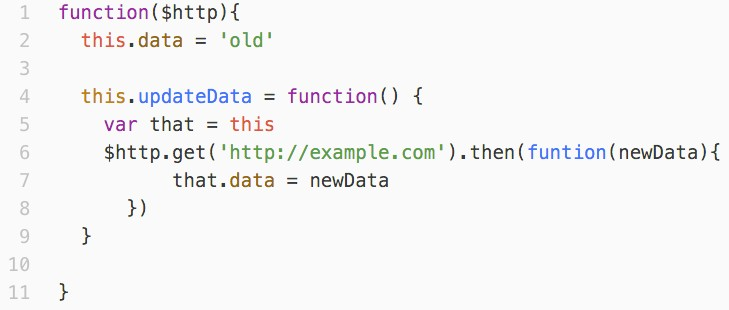 1 function($http){
2 this.data = 'old'
3
4 this.updateData = function() {
5 var that = this
6 $http.get('http://example.com').then(funtion(newData){
7 that.data = newData
8 })
9 }
10
11 }